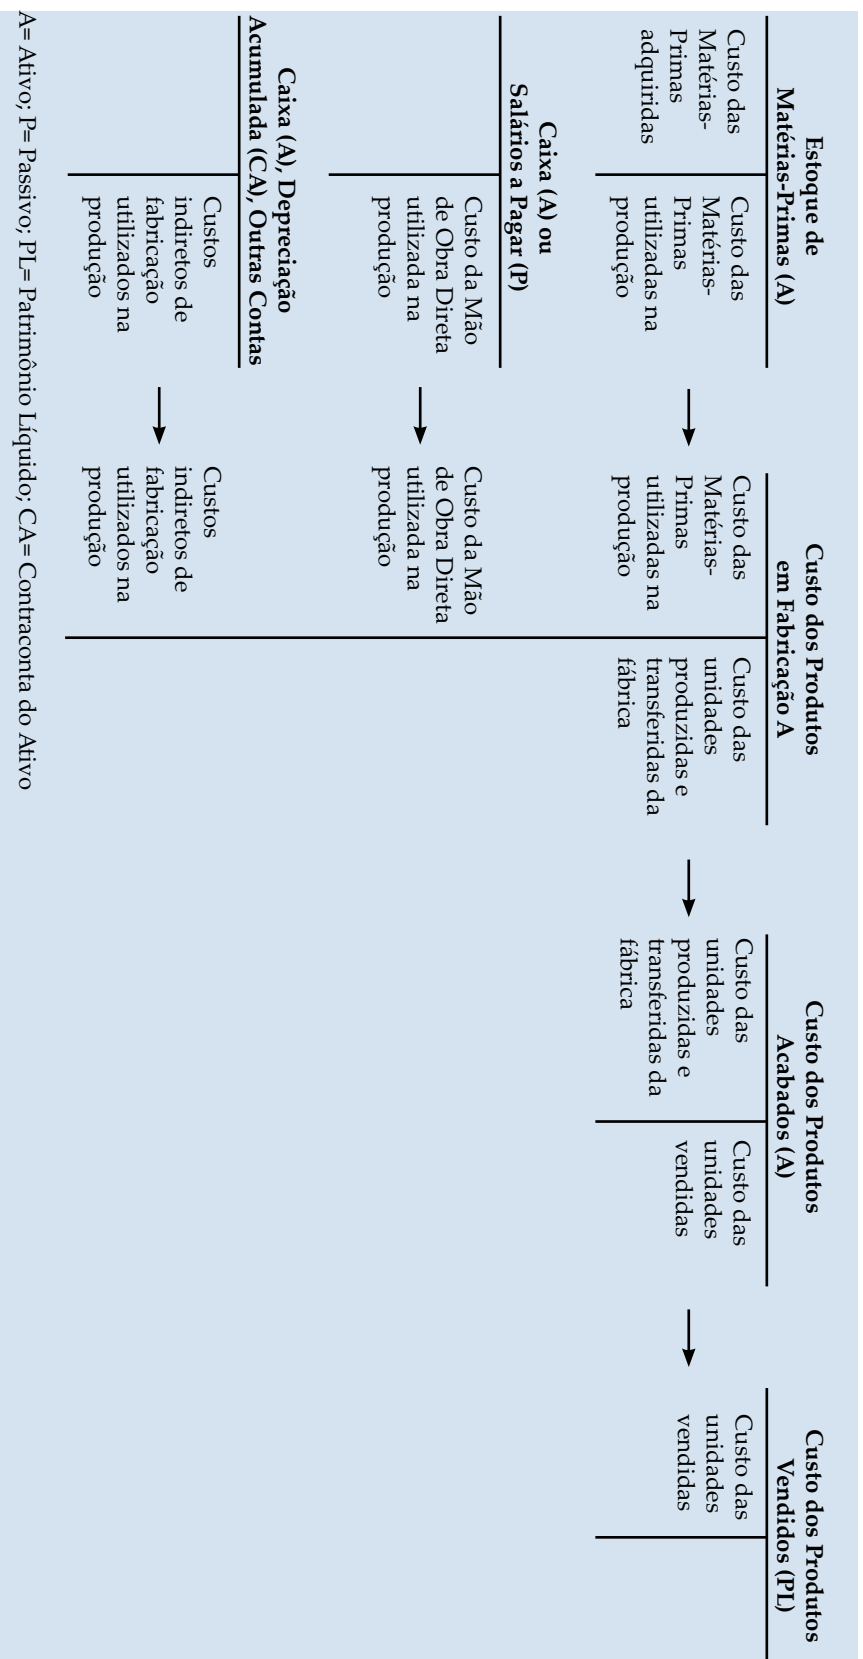 Estoque de
Matérias-Primas (A)
Custo das
Matérias-
Primas
adquiridas
Custo das
Matérias-
Primas
utilizadas na
produção
Caixa (A) ou
Salários a Pagar (P)
Custo da Mão
de Obra Direta
utilizada na
produção
Caixa (A), Depreciação
Acumulada (CA), Outras Contas
Custos
indiretos de
fabricação
utilizados na
produção
Custo dos Produtos
em Fabricação A
Custo das
Matérias-
Primas
utilizadas na
produção
Custo da Mão
de Obra Direta
utilizada na
produção
Custos
indiretos de
fabricação
utilizados na
produção
Custo das
unidades
produzidas e
transferidas da
fábrica
Custo dos Produtos
Acabados (A)
Custo das
unidades
produzidas e
transferidas da
fábrica
Custo das
unidades
vendidas
Custo dos Produtos
Vendidos (PL)
Custo das
unidades
vendidas
A= Ativo; P= Passivo; PL= Patrimônio Líquido; CA= Contraconta do Ativo